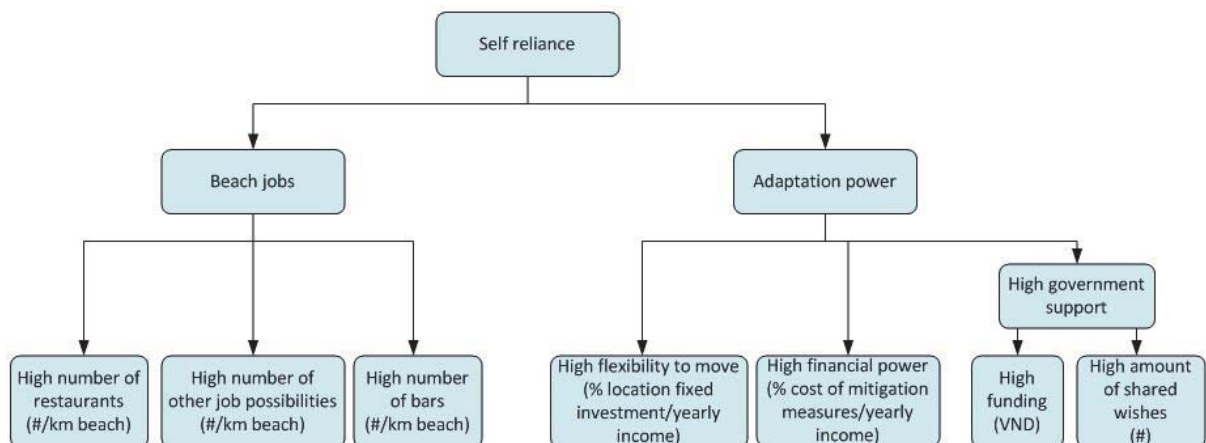 Self reliance
Beach jobs
Adaptation power
High government
support
High number of
restaurants
(#/km beach)
High number of
other job possibilities
(#/km beach)
High number
of bars
(#/km beach)
High flexibility to move
(% location fixed
investment/yearly
income)
High financial power
(% cost of mitigation
measures/yearly
income)
High
funding
(VND)
High amount
of shared
wishes
(#)